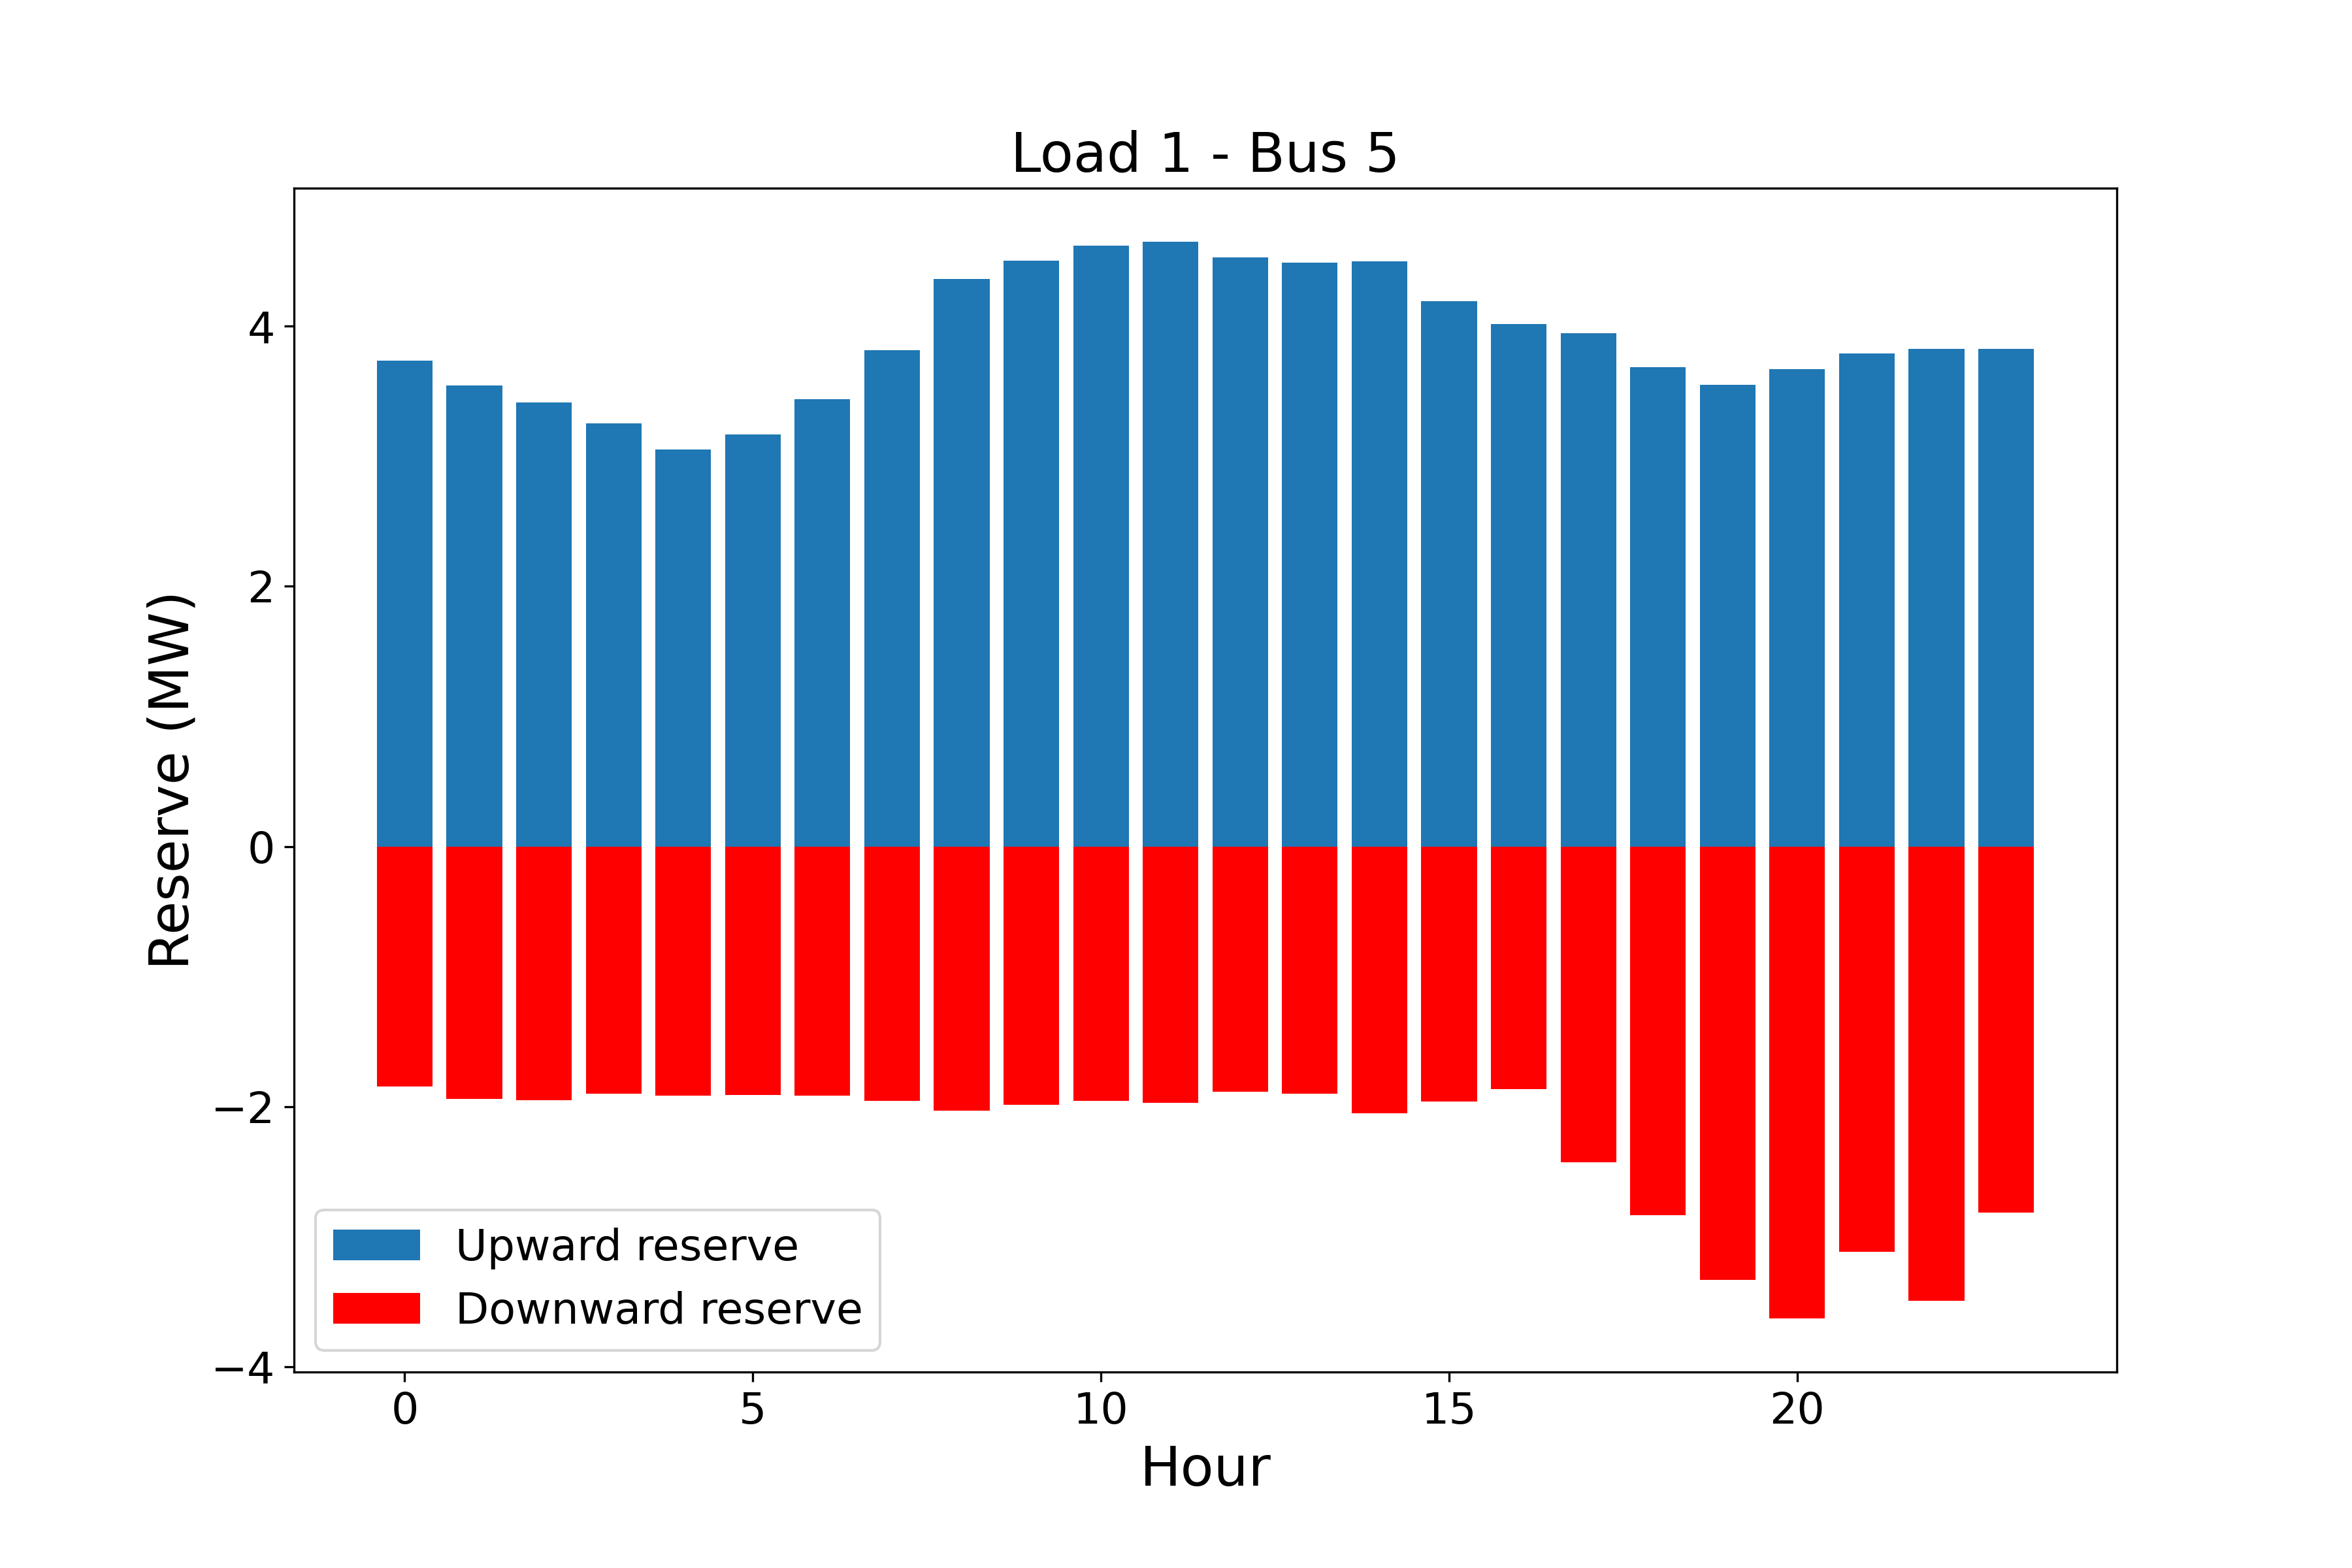 Load 1 - Bus 5
Reserve (MW)
4
2
0
−2
−4
Upward reserve
Downward reserve
0 5 10 15 20
Hour